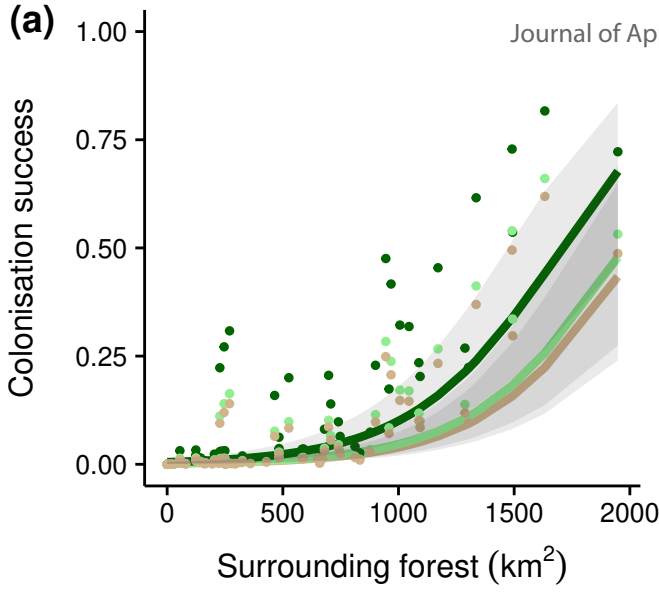 (a)
Journal of Ap
1.00
0.75
0.50
0.25
0.00
Colonisation success
0 500 1000 1500 2000
Surrounding forest (km²)